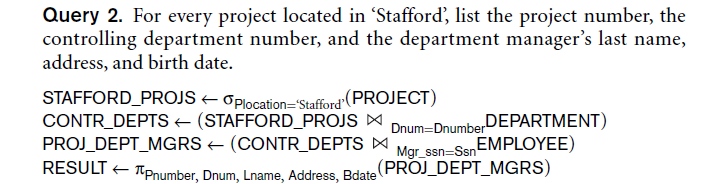 Query 2. For every project located in ‘Stafford’, list the project number, the
controlling department number, and the department manager’s last name,
address, and birth date.
STAFFORD_PROJS ← σPlocation=‘Stafford’(PROJECT)
CONTR_DEPTS ← (STAFFORD_PROJS ⋈ Dnum=DnumberDEPARTMENT)
PROJ_DEPT_MGRS ← (CONTR_DEPTS ⋈ Mgr_ssn=SsnEMPLOYEE)
RESULT ← πPnumber, Dnum, Lname, Address, Bdate(PROJ_DEPT_MGRS)